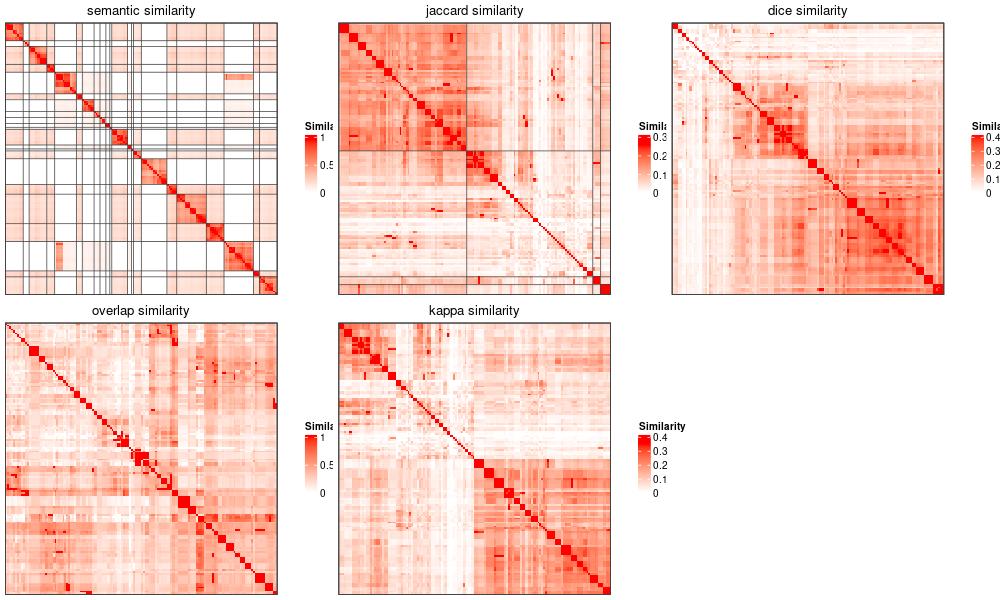 semantic similarity
jaccard similarity
dice similarity
Simila
1
0.5
0
Simila
0.3
0.2
0.1
0
Simila
0.4
0.3
0.2
0.1
0
overlap similarity
kappa similarity
Simila
1
0.5
0
Similarity
0.4
0.3
0.2
0.1
0